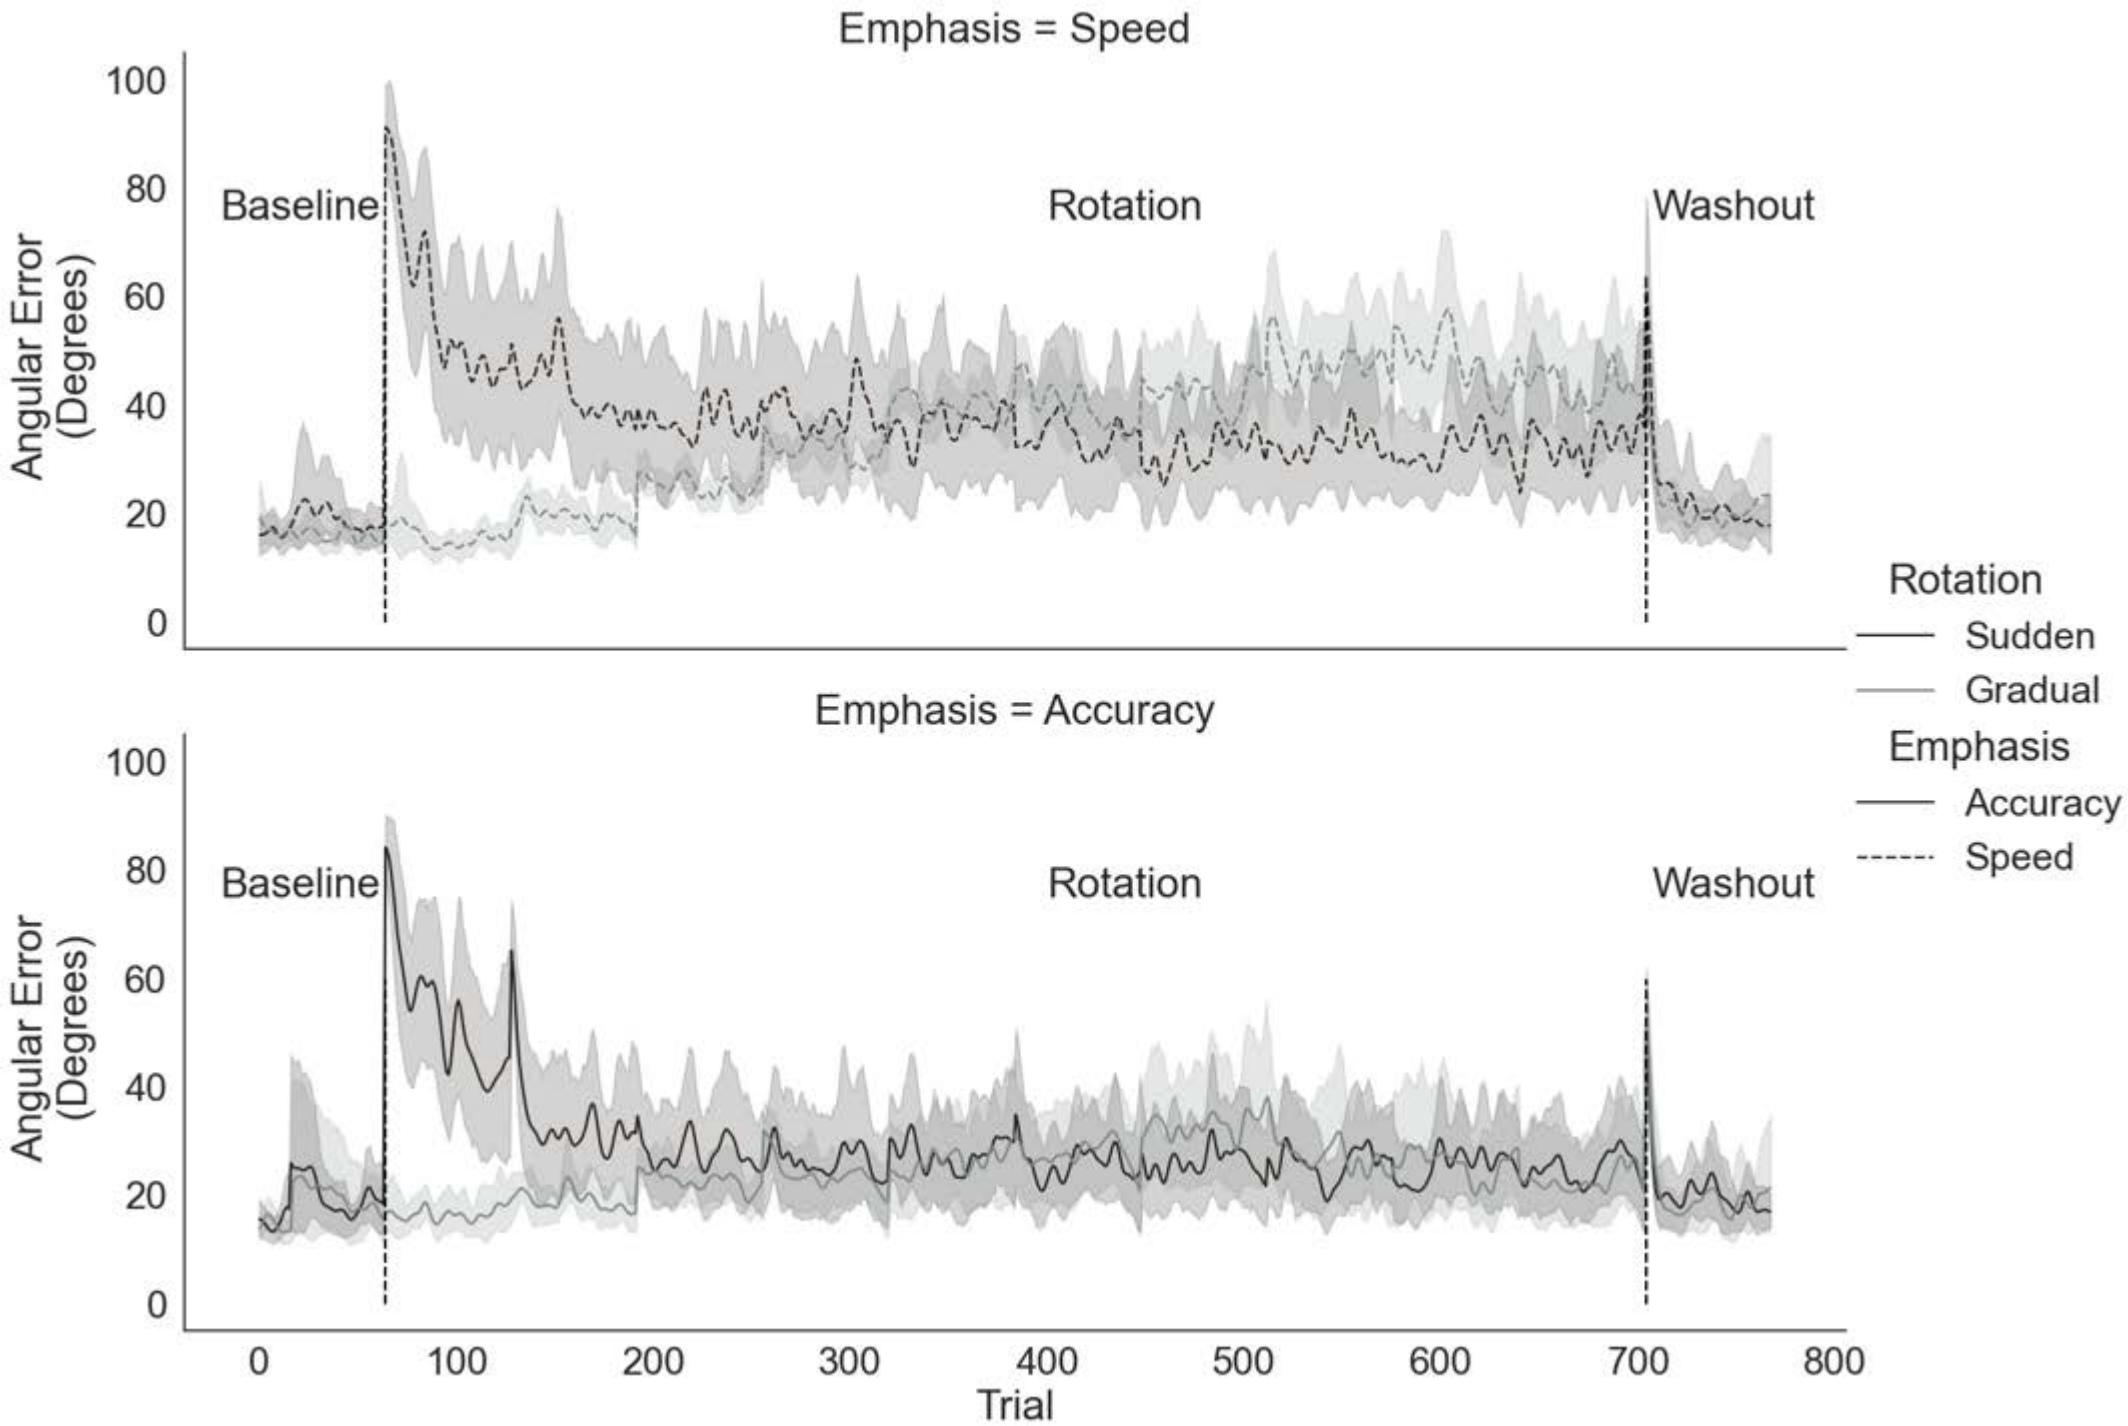 Emphasis = Speed
100
80
60
40
20
0
Angular Error
(Degrees)
Baseline
Rotation
Washout
Emphasis = Accuracy
100
80
60
40
20
0
Angular Error
(Degrees)
Baseline
Rotation
Washout
0 100 200 300 400 500 600 700 800
Trial
Rotation
Sudden
Gradual
Emphasis
Accuracy
Speed